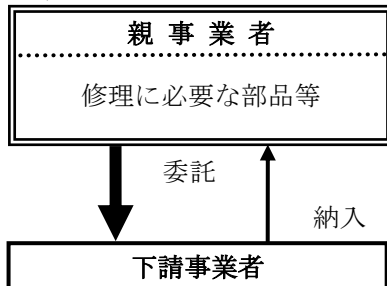 親事業者
修理に必要な部品等
委託
納入
下請事業者